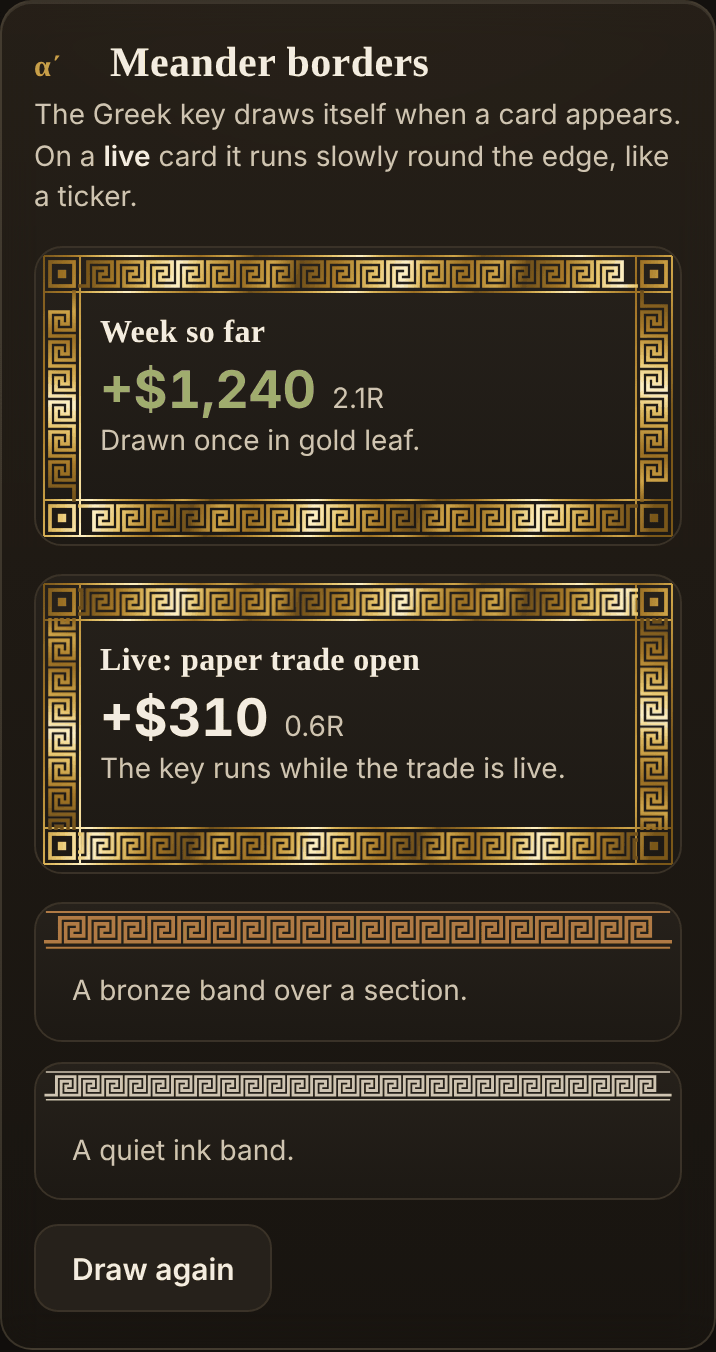 α´ Meander borders
The Greek key draws itself when a card appears.
On a live card it runs slowly round the edge, like
a ticker.
Week so far
+$1,240 2.1R
Drawn once in gold leaf.
Live: paper trade open
+$310 0.6R
The key runs while the trade is live.
A bronze band over a section.
A quiet ink band.
Draw again